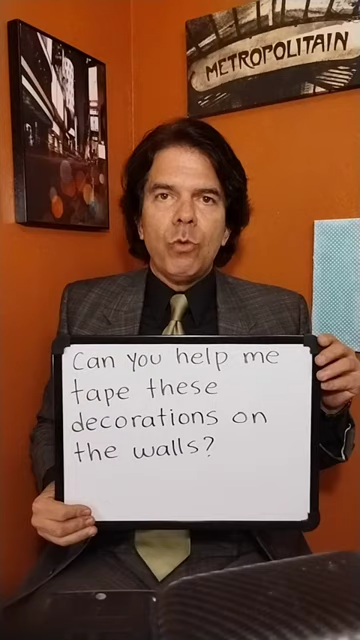 METROPOLITAIN
Can you help me
tape these
decorations on
the walls?